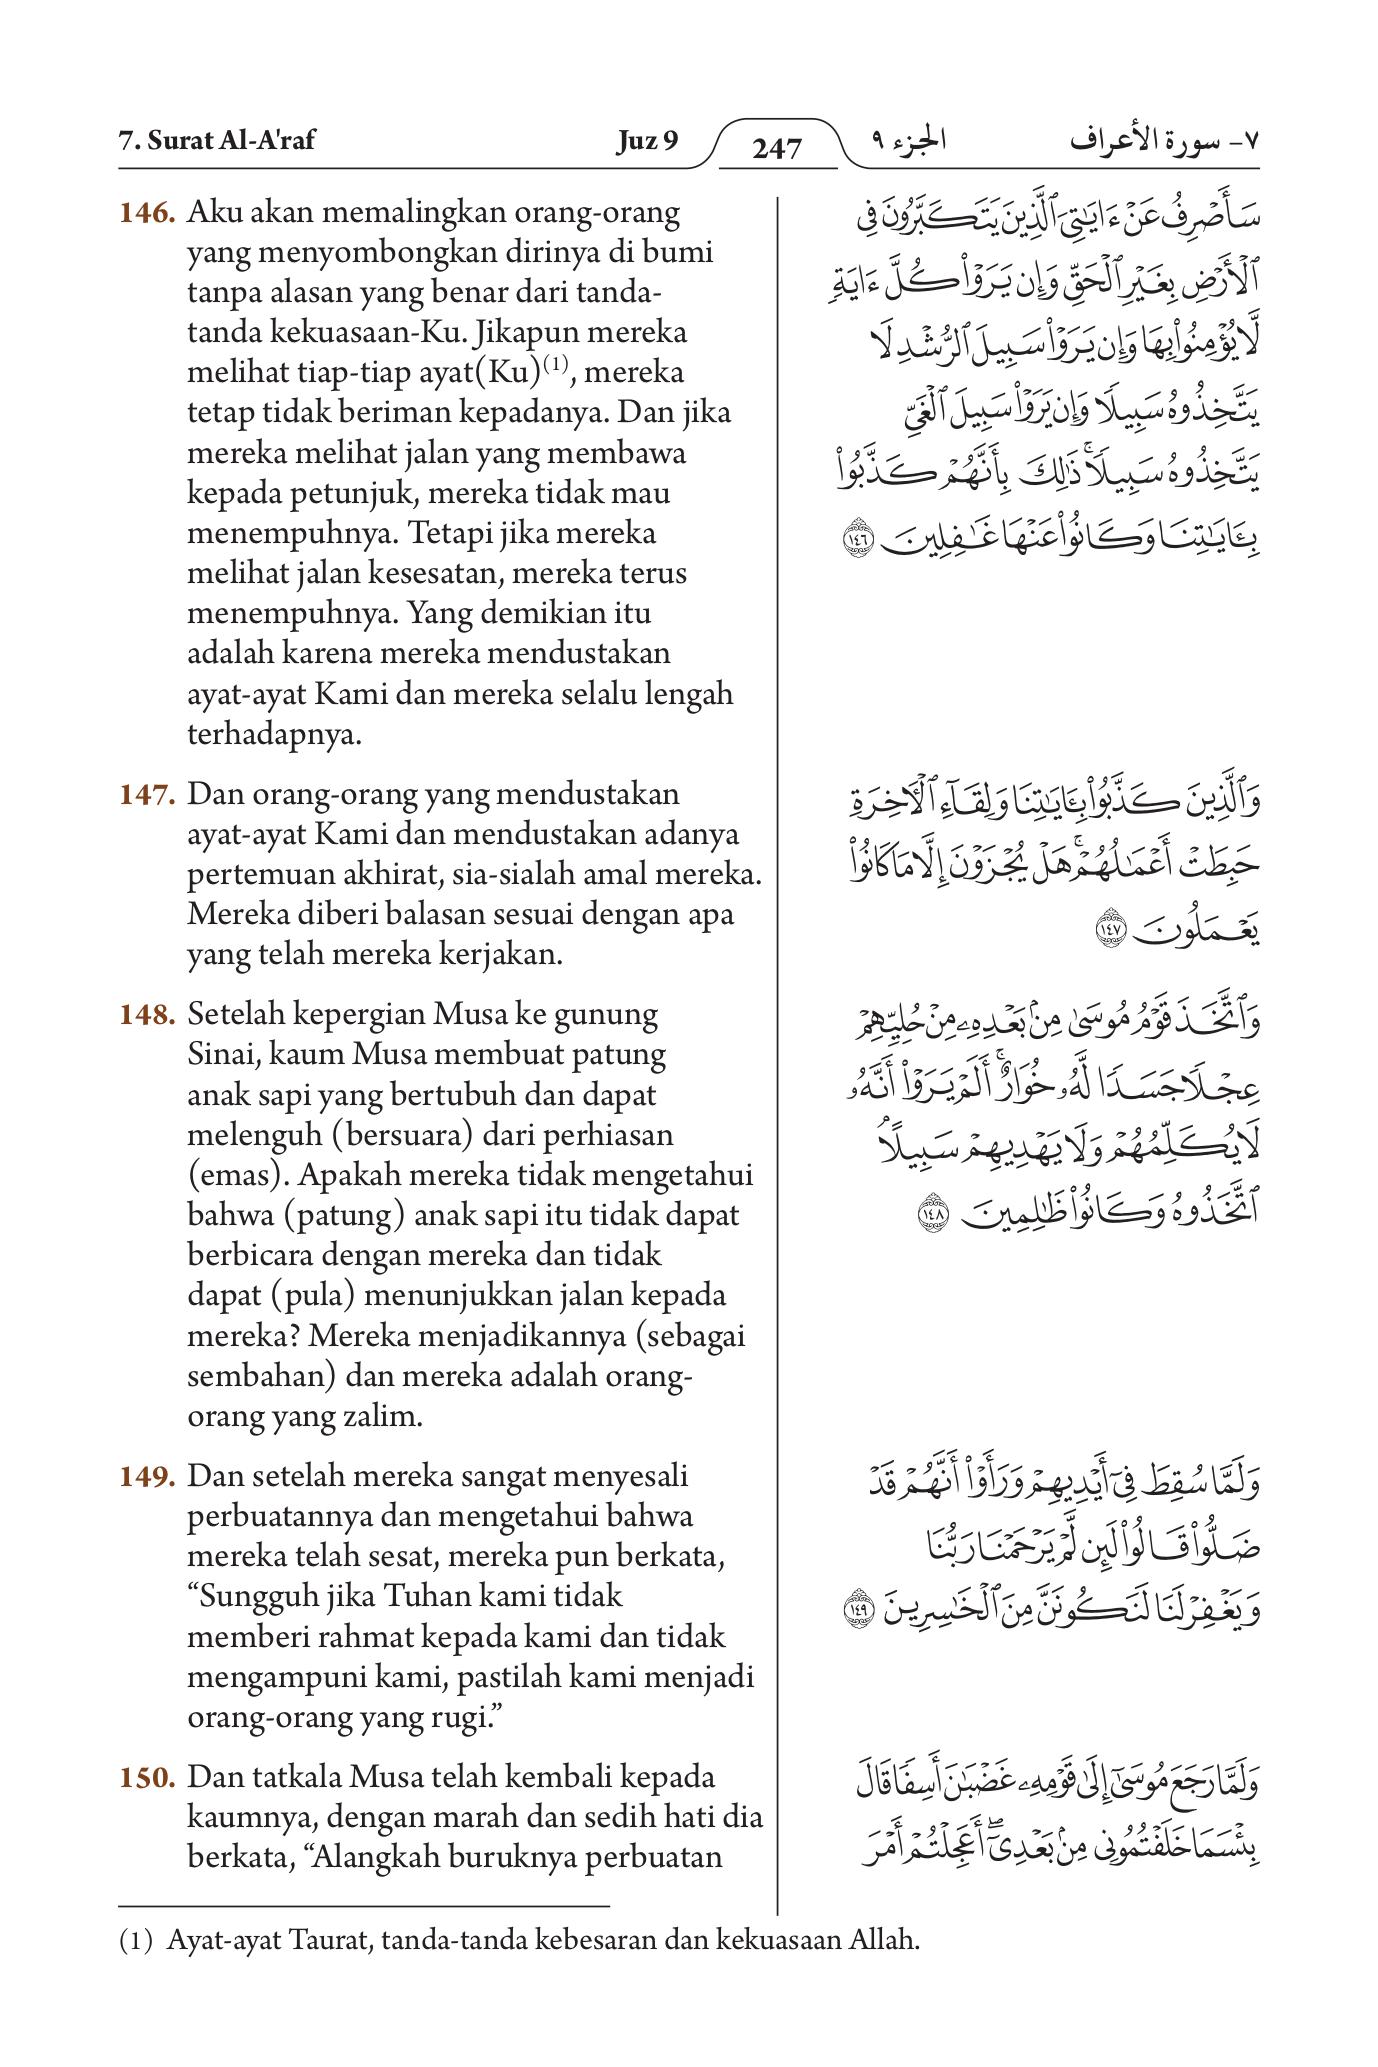 7. Surat Al-A'raf
Juz 9
247
الجزء ٩
٧- سورة الأعراف
146. Aku akan memalingkan orang-orang
yang menyombongkan dirinya di bumi
tanpa alasan yang benar dari tanda-
tanda kekuasaan-Ku. Jikapun mereka
melihat tiap-tiap ayat(Ku)(1), mereka
tetap tidak beriman kepadanya. Dan jika
mereka melihat jalan yang membawa
kepada petunjuk, mereka tidak mau
menempuhnya. Tetapi jika mereka
melihat jalan kesesatan, mereka terus
menempuhnya. Yang demikian itu
adalah karena mereka mendustakan
ayat-ayat Kami dan mereka selalu lengah
terhadapnya.
سَأَصْرِفُ عَنْ ءَايَـٰتِىَ ٱلَّذِينَ يَتَكَبَّرُونَ فِى
ٱلْأَرْضِ بِغَيْرِ ٱلْحَقِّ وَإِن يَرَوْا۟ كُلَّ ءَايَةٍ
لَّا يُؤْمِنُوا۟ بِهَا وَإِن يَرَوْا۟ سَبِيلَ ٱلرُّشْدِ لَا
يَتَّخِذُوهُ سَبِيلًا وَإِن يَرَوْا۟ سَبِيلَ ٱلْغَىِّ
يَتَّخِذُوهُ سَبِيلًا ۚ ذَٰلِكَ بِأَنَّهُمْ كَذَّبُوا۟
بِـَٔايَـٰتِنَا وَكَانُوا۟ عَنْهَا غَـٰفِلِينَ ١٤٦
147. Dan orang-orang yang mendustakan
ayat-ayat Kami dan mendustakan adanya
pertemuan akhirat, sia-sialah amal mereka.
Mereka diberi balasan sesuai dengan apa
yang telah mereka kerjakan.
وَٱلَّذِينَ كَذَّبُوا۟ بِـَٔايَـٰتِنَا وَلِقَآءِ ٱلْـَٔاخِرَةِ
حَبِطَتْ أَعْمَـٰلُهُمْ ۚ هَلْ يُجْزَوْنَ إِلَّا مَا كَانُوا۟
يَعْمَلُونَ ١٤٧
148. Setelah kepergian Musa ke gunung
Sinai, kaum Musa membuat patung
anak sapi yang bertubuh dan dapat
melenguh (bersuara) dari perhiasan
(emas). Apakah mereka tidak mengetahui
bahwa (patung) anak sapi itu tidak dapat
berbicara dengan mereka dan tidak
dapat (pula) menunjukkan jalan kepada
mereka? Mereka menjadikannya (sebagai
sembahan) dan mereka adalah orang-
orang yang zalim.
وَٱتَّخَذَ قَوْمُ مُوسَىٰ مِنۢ بَعْدِهِۦ مِنْ حُلِيِّهِمْ
عِجْلًا جَسَدًا لَّهُۥ خُوَارٌ ۚ أَلَمْ يَرَوْا۟ أَنَّهُۥ
لَا يُكَلِّمُهُمْ وَلَا يَهْدِيهِمْ سَبِيلًا ۘ
ٱتَّخَذُوهُ وَكَانُوا۟ ظَـٰلِمِينَ ١٤٨
149. Dan setelah mereka sangat menyesali
perbuatannya dan mengetahui bahwa
mereka telah sesat, mereka pun berkata,
“Sungguh jika Tuhan kami tidak
memberi rahmat kepada kami dan tidak
mengampuni kami, pastilah kami menjadi
orang-orang yang rugi.”
وَلَمَّا سُقِطَ فِىٓ أَيْدِيهِمْ وَرَأَوْا۟ أَنَّهُمْ قَدْ
ضَلُّوا۟ قَالُوا۟ لَئِن لَّمْ يَرْحَمْنَا رَبُّنَا
وَيَغْفِرْ لَنَا لَنَكُونَنَّ مِنَ ٱلْخَـٰسِرِينَ ١٤٩
150. Dan tatkala Musa telah kembali kepada
kaumnya, dengan marah dan sedih hati dia
berkata, “Alangkah buruknya perbuatan
وَلَمَّا رَجَعَ مُوسَىٰٓ إِلَىٰ قَوْمِهِۦ غَضْبَـٰنَ أَسِفًا قَالَ
بِئْسَمَا خَلَفْتُمُونِى مِنۢ بَعْدِىٓ ۖ أَعَجِلْتُمْ أَمْرَ
(1) Ayat-ayat Taurat, tanda-tanda kebesaran dan kekuasaan Allah.